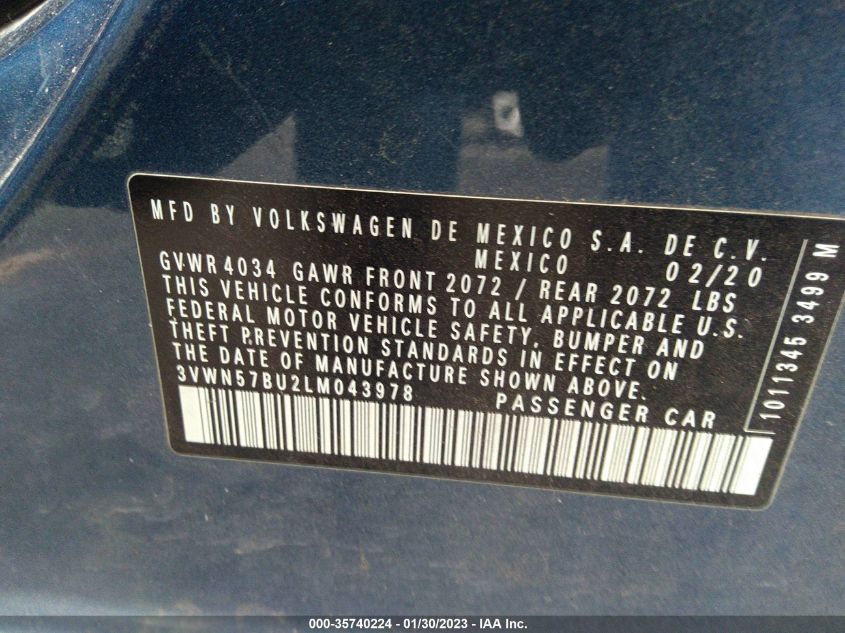 MFD BY VOLKSWAGEN DE MEXICO S.A. DE C.V.
MEXICO 02/20
GVWR 4034 GAWR FRONT 2072 / REAR 2072 LBS
THIS VEHICLE CONFORMS TO ALL APPLICABLE U.S.
FEDERAL MOTOR VEHICLE SAFETY, BUMPER AND
THEFT PREVENTION STANDARDS IN EFFECT ON
THE DATE OF MANUFACTURE SHOWN ABOVE.
3VWN57BU2LM043978 PASSENGER CAR
1011345 3499 M
000-35740224 - 01/30/2023 - IAA Inc.